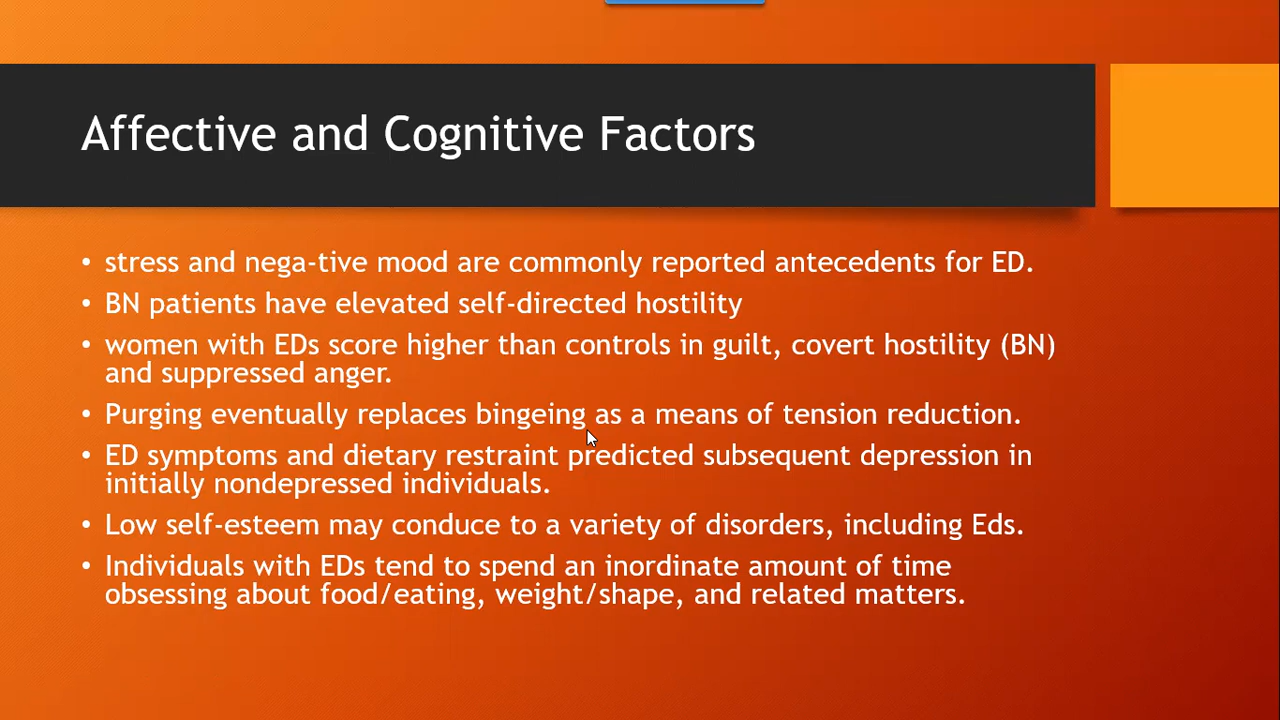 Affective and Cognitive Factors
• stress and nega-tive mood are commonly reported antecedents for ED.
• BN patients have elevated self-directed hostility
• women with EDs score higher than controls in guilt, covert hostility (BN)
and suppressed anger.
• Purging eventually replaces bingeing as a means of tension reduction.
• ED symptoms and dietary restraint predicted subsequent depression in
initially nondepressed individuals.
• Low self-esteem may conduce to a variety of disorders, including Eds.
• Individuals with EDs tend to spend an inordinate amount of time
obsessing about food/eating, weight/shape, and related matters.